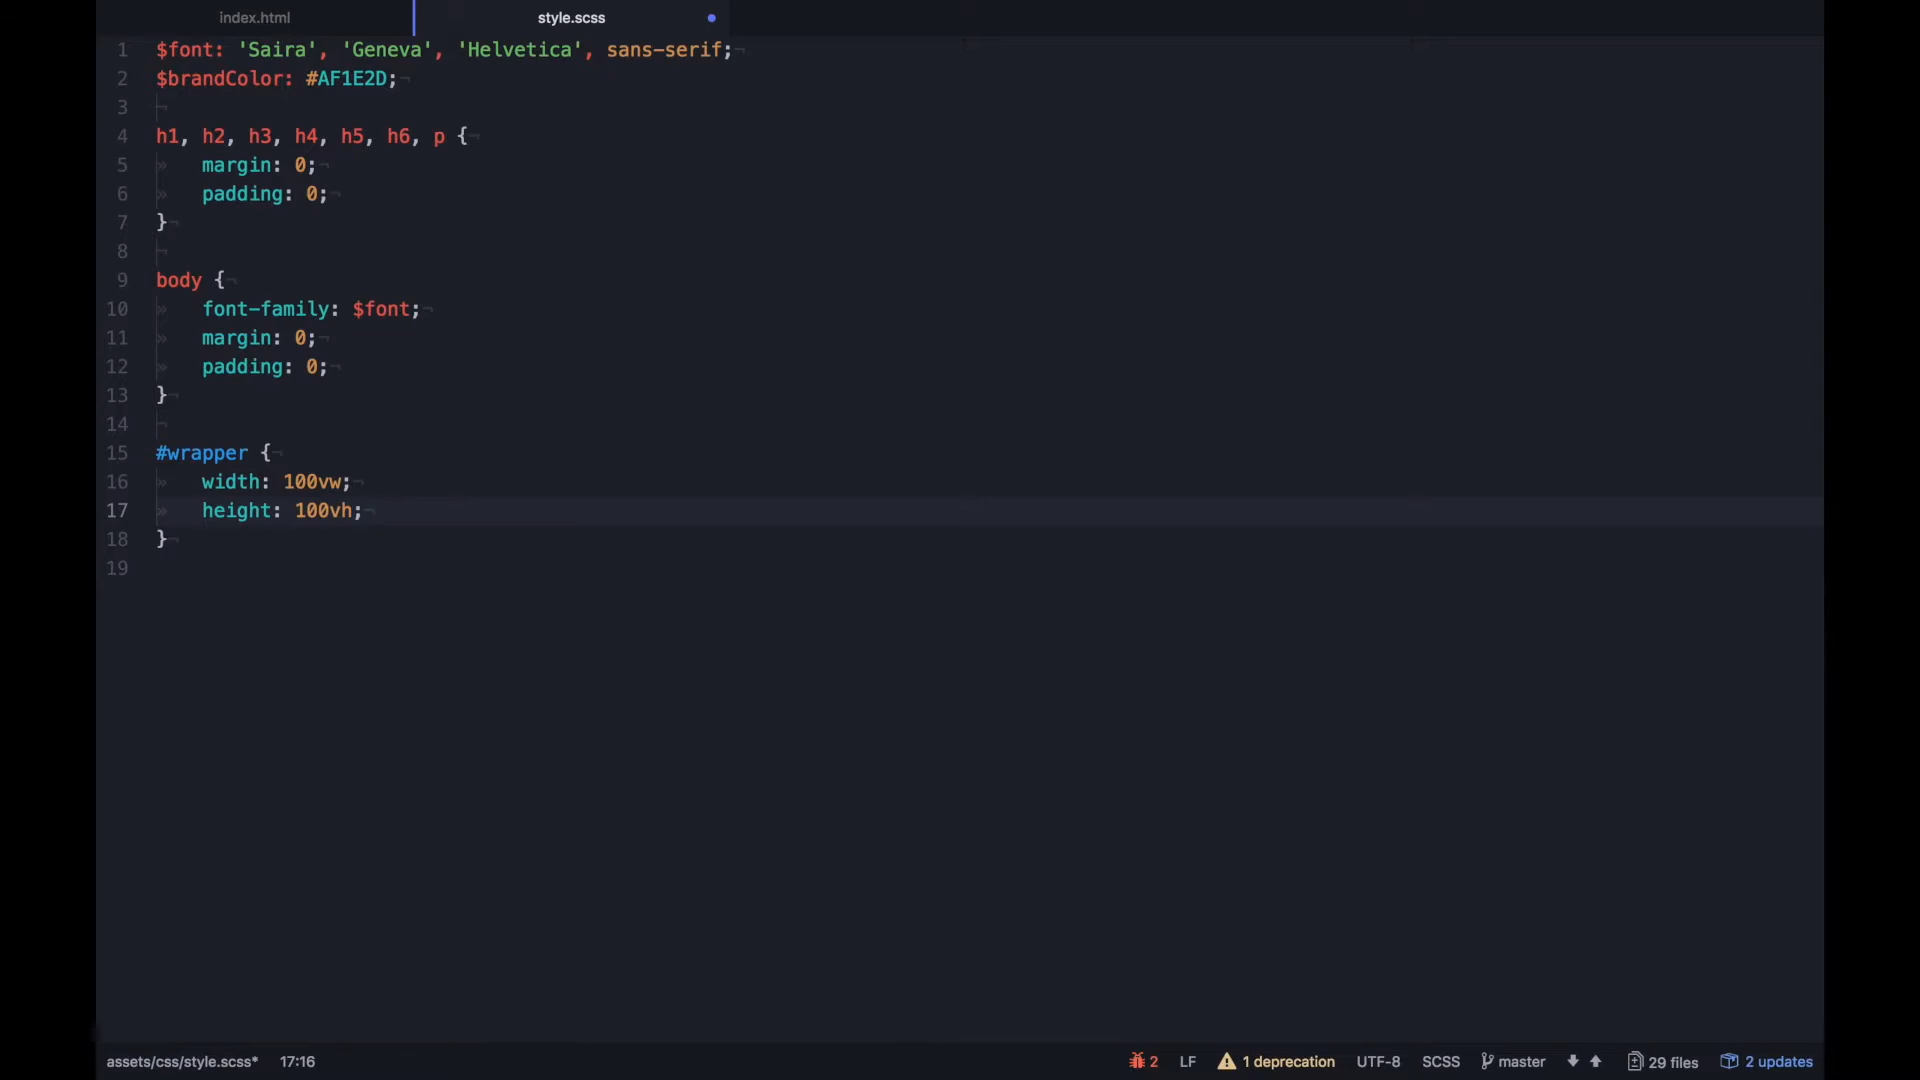 index.html
style.scss
1 $font: 'Saira', 'Geneva', 'Helvetica', sans-serif;¬
2 $brandColor: #AF1E2D;¬
3 ¬
4 h1, h2, h3, h4, h5, h6, p {¬
5 » margin: 0;¬
6 » padding: 0;¬
7 }¬
8 ¬
9 body {¬
10 » font-family: $font;¬
11 » margin: 0;¬
12 » padding: 0;¬
13 }¬
14 ¬
15 #wrapper {¬
16 » width: 100vw;¬
17 » height: 100vh;¬
18 }¬
19
assets/css/style.scss* 17:16 2 LF 1 deprecation UTF-8 SCSS master 29 files 2 updates